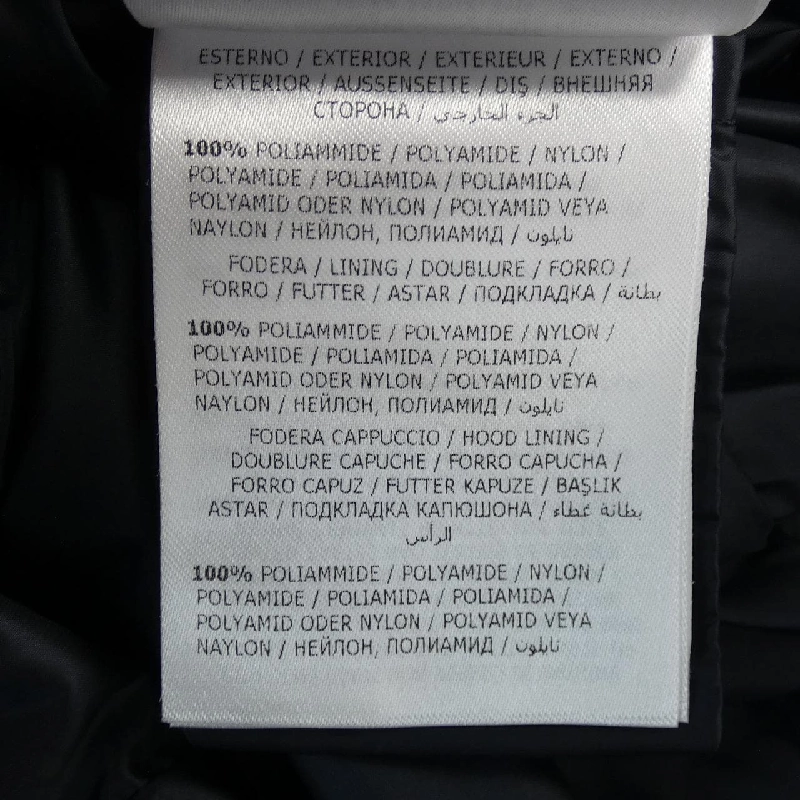 ESTERNO / EXTERIOR / EXTERIEUR / EXTERNO /
EXTERIOR / AUSSENSEITE / DIŞ / ВНЕШНЯЯ
СТОРОНА / الجزء الخارجي
100% POLIAMMIDE / POLYAMIDE / NYLON /
POLYAMIDE / POLIAMIDA / POLIAMIDA /
POLYAMID ODER NYLON / POLYAMID VEYA
NAYLON / НЕЙЛОН, ПОЛИАМИД / نايلون
FODERA / LINING / DOUBLURE / FORRO /
FORRO / FUTTER / ASTAR / ПОДКЛАДКА / بطانة
100% POLIAMMIDE / POLYAMIDE / NYLON /
POLYAMIDE / POLIAMIDA / POLIAMIDA /
POLYAMID ODER NYLON / POLYAMID VEYA
NAYLON / НЕЙЛОН, ПОЛИАМИД / نايلون
FODERA CAPPUCCIO / HOOD LINING /
DOUBLURE CAPUCHE / FORRO CAPUCHA /
FORRO CAPUZ / FUTTER KAPUZE / BAŞLIK
ASTAR / ПОДКЛАДКА КАПЮШОНА / بطانة غطاء
الرأس
100% POLIAMMIDE / POLYAMIDE / NYLON /
POLYAMIDE / POLIAMIDA / POLIAMIDA /
POLYAMID ODER NYLON / POLYAMID VEYA
NAYLON / НЕЙЛОН, ПОЛИАМИД / نايلون